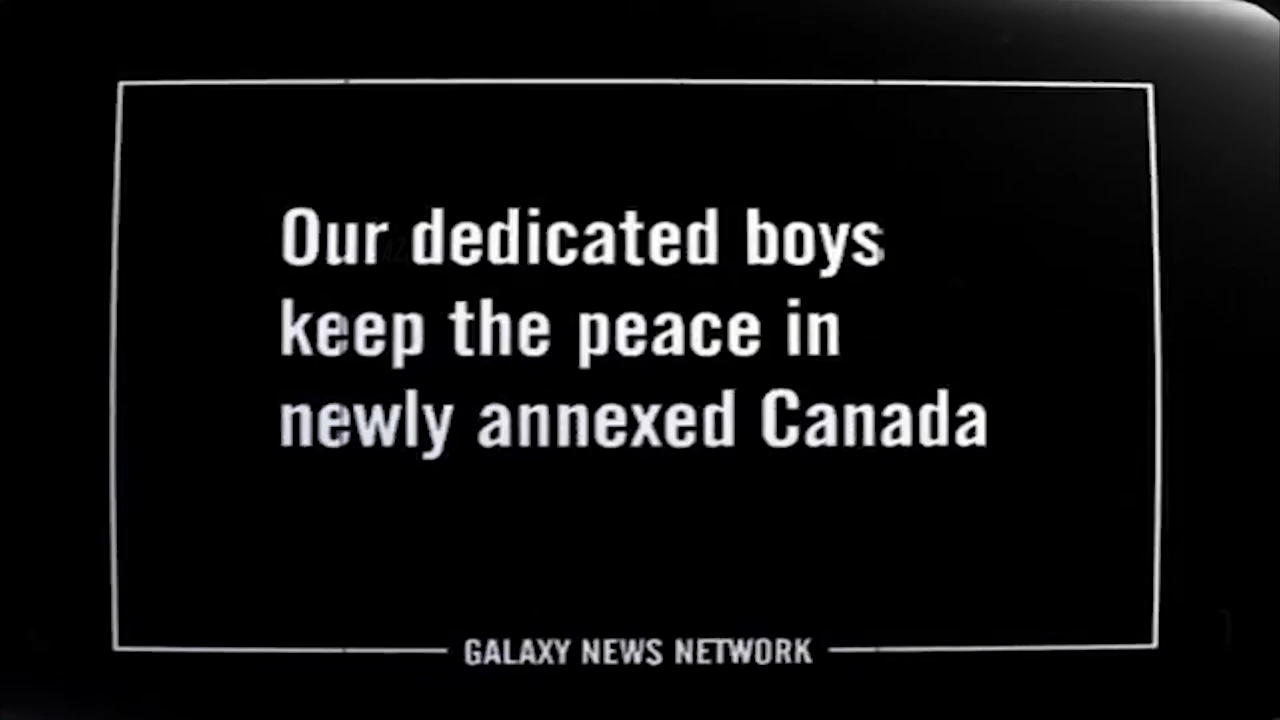 Our dedicated boys
keep the peace in
newly annexed Canada
GALAXY NEWS NETWORK